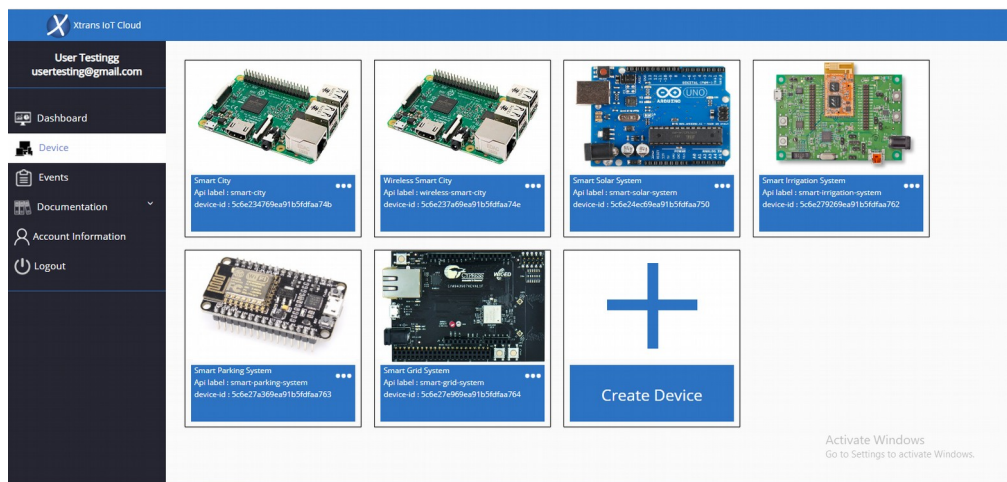 Xtrans IoT Cloud
User Testingg
usertesting@gmail.com
Dashboard
Device
Events
Documentation
Account Information
Logout
Smart City
Api label : smart-city
device-id : 5c6e234769ea91b5fdfaa74b
Wireless Smart City
Api label : wireless-smart-city
device-id : 5c6e237a69ea91b5fdfaa74e
UNO
ARDUINO
Smart Solar System
Api label : smart-solar-system
device-id : 5c6e24ec69ea91b5fdfaa750
Smart Irrigation System
Api label : smart-irrigation-system
device-id : 5c6e279269ea91b5fdfaa762
Smart Parking System
Api label : smart-parking-system
device-id : 5c6e27a369ea91b5fdfaa763
CYPRESS
WICED
Smart Grid System
Api label : smart-grid-system
device-id : 5c6e27e969ea91b5fdfaa764
Create Device
Activate Windows
Go to Settings to activate Windows.